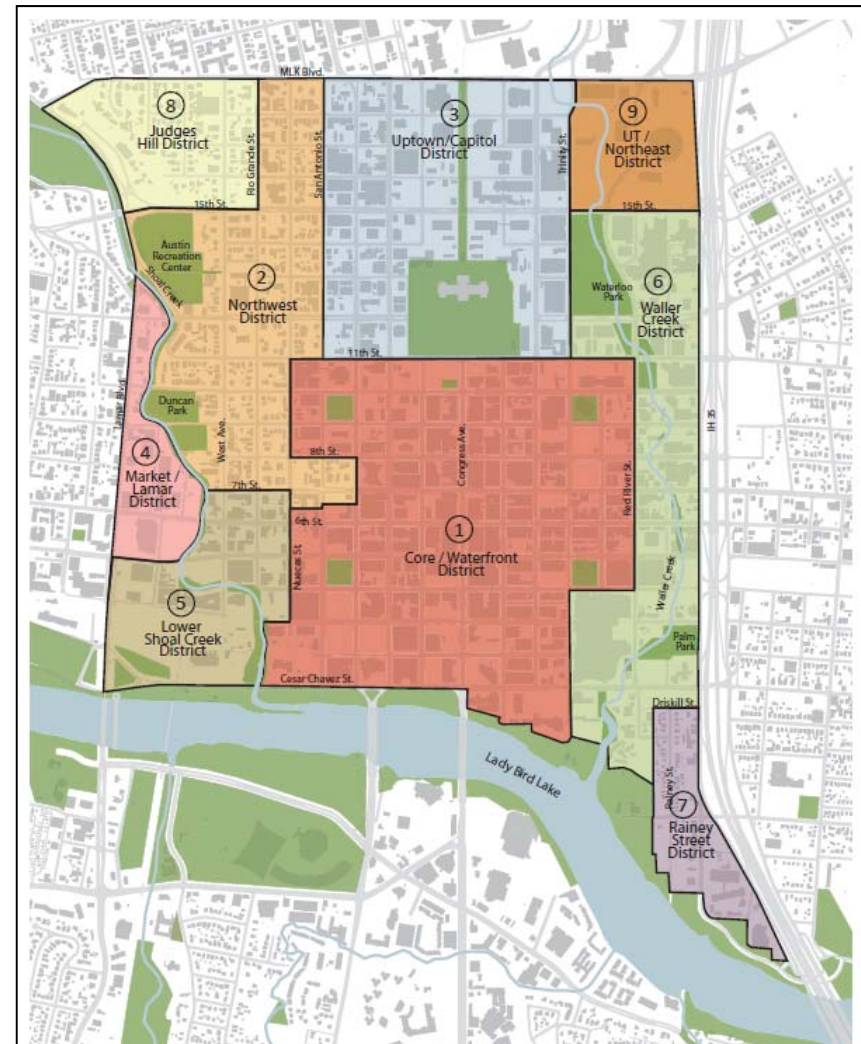 MLK Blvd.
8
Judges
Hill District
Rio Grande St.
San Antonio St.
3
Uptown/Capitol
District
Trinity St.
9
UT /
Northeast
District
15th St.
15th St.
Austin
Recreation
Center
Shoal Creek
2
Northwest
District
Waterloo
Park
6
Waller
Creek
District
11th St.
IH 35
Lamar Blvd.
Duncan
Park
West Ave.
4
Market /
Lamar
District
8th St.
7th St.
6th St.
Congress Ave.
Red River St.
1
Core / Waterfront
District
Nueces St.
Waller Creek
5
Lower
Shoal Creek
District
Palm
Park
Cesar Chavez St.
Driskill St.
Lady Bird Lake
Rainey St.
7
Rainey
Street
District